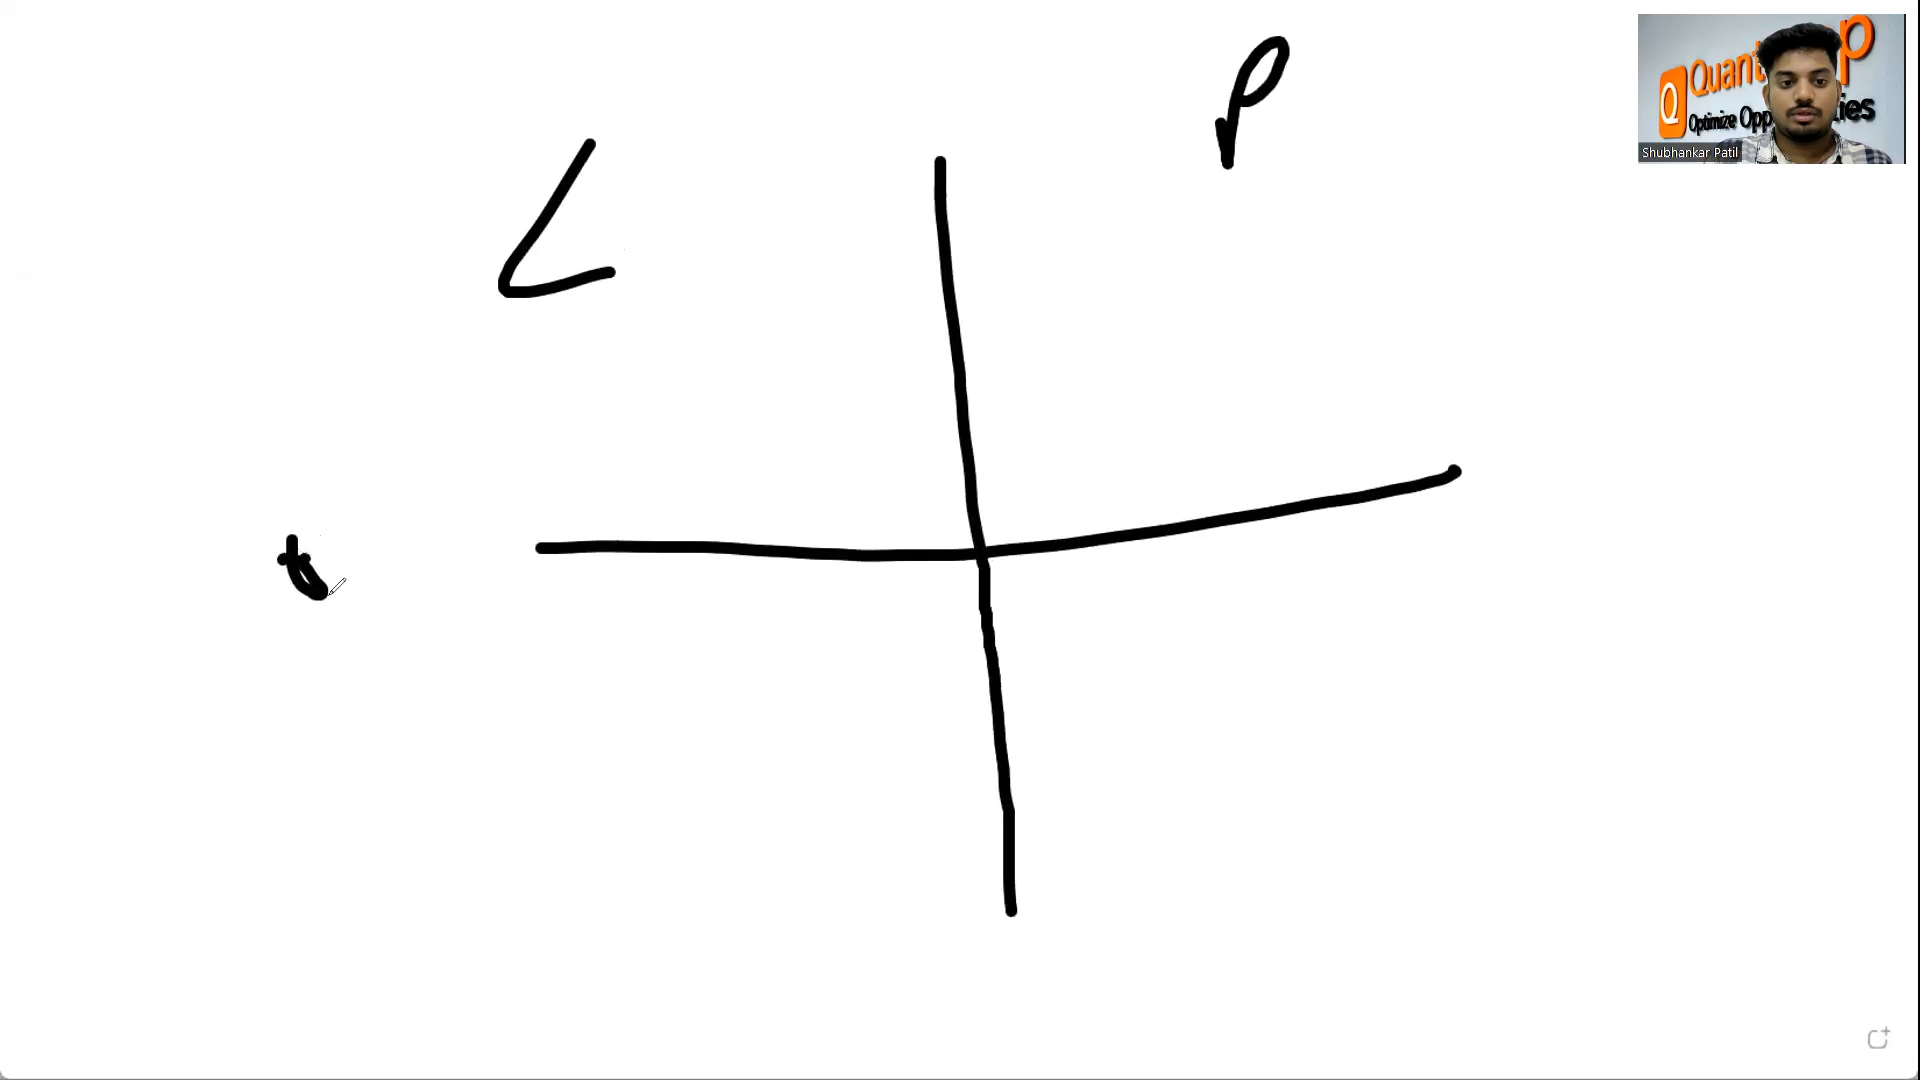 P
L
t
Quant p
Optimize Opp ies
Shubhankar Patil